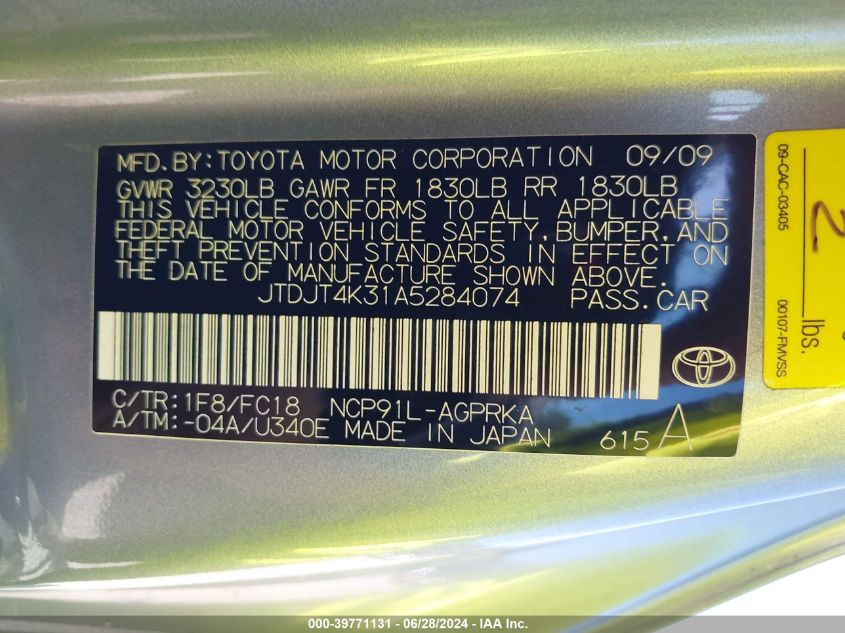 MFD. BY: TOYOTA MOTOR CORPORATION 09/09
GVWR 3230LB GAWR FR 1830LB RR 1830LB
THIS VEHICLE CONFORMS TO ALL APPLICABLE
FEDERAL MOTOR VEHICLE SAFETY, BUMPER, AND
THEFT PREVENTION STANDARDS IN EFFECT ON
THE DATE OF MANUFACTURE SHOWN ABOVE.
JTDJT4K31A5284074 PASS. CAR
C/TR: 1F8/FC18 NCP91L-AGPRKA
A/TM: -04A/U340E MADE IN JAPAN 615 A
09-CAC-03405
2
lbs.
00107-FMVSS
000-39771131 - 06/28/2024 - IAA Inc.